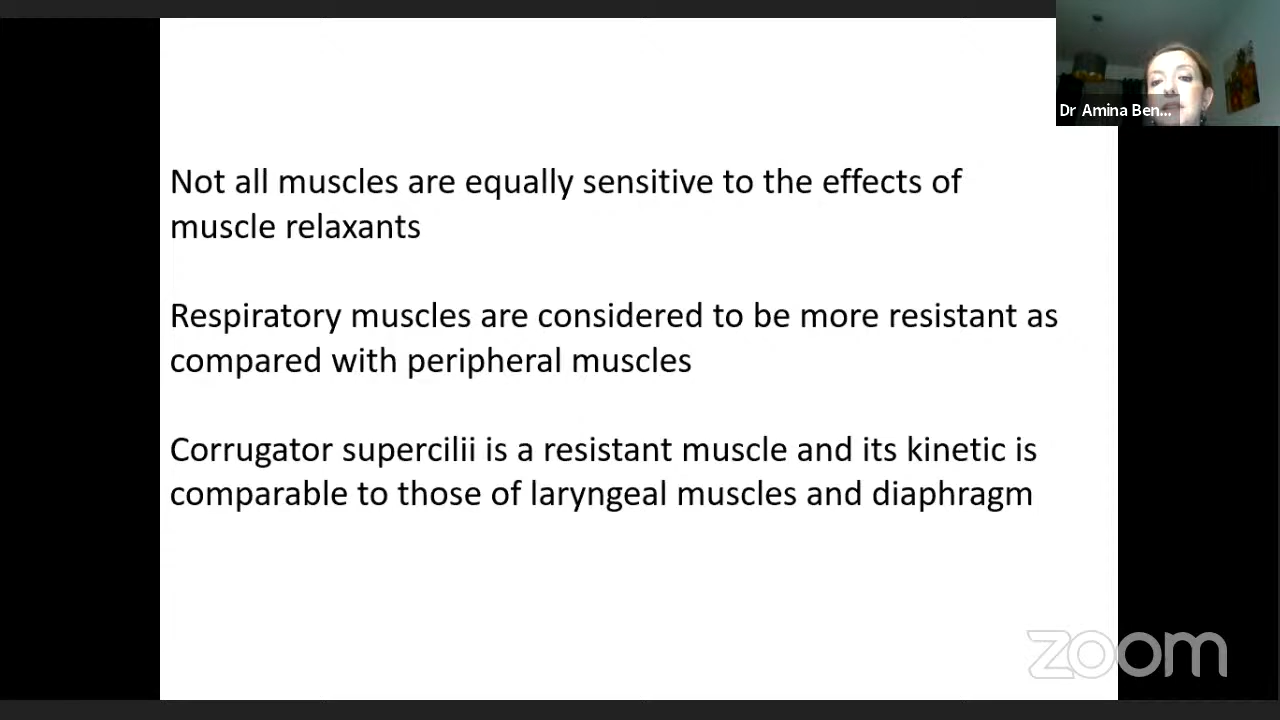 Dr Amina Ben...
Not all muscles are equally sensitive to the effects of
muscle relaxants
Respiratory muscles are considered to be more resistant as
compared with peripheral muscles
Corrugator supercilii is a resistant muscle and its kinetic is
comparable to those of laryngeal muscles and diaphragm
zoom